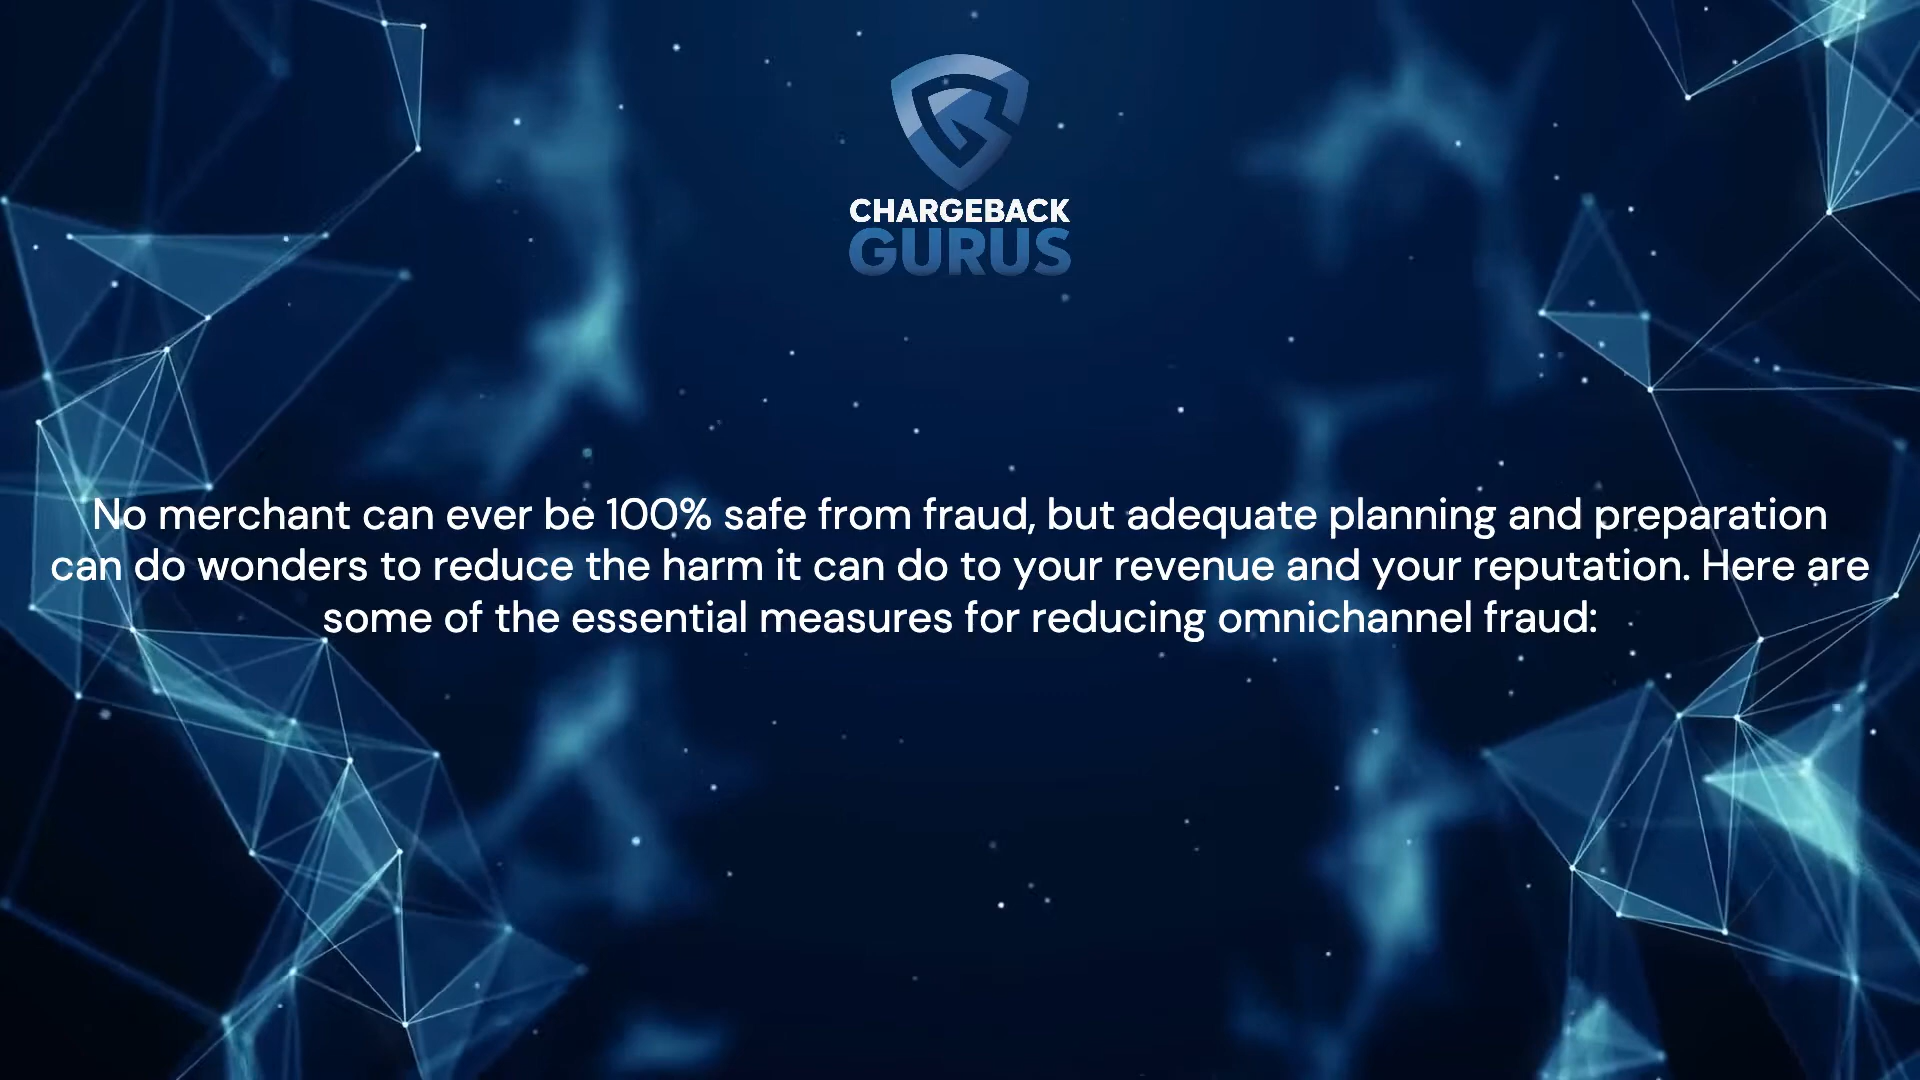 CHARGEBACK
GURUS
No merchant can ever be 100% safe from fraud, but adequate planning and preparation
can do wonders to reduce the harm it can do to your revenue and your reputation. Here are
some of the essential measures for reducing omnichannel fraud: